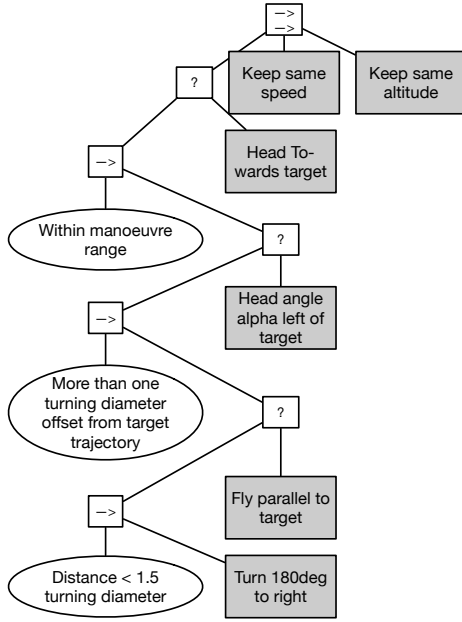 —>
—>
Keep same
speed
Keep same
altitude
?
Head To-
wards target
—>
Within manoeuvre
range
?
Head angle
alpha left of
target
—>
More than one
turning diameter
offset from target
trajectory
?
Fly parallel to
target
—>
Distance < 1.5
turning diameter
Turn 180deg
to right